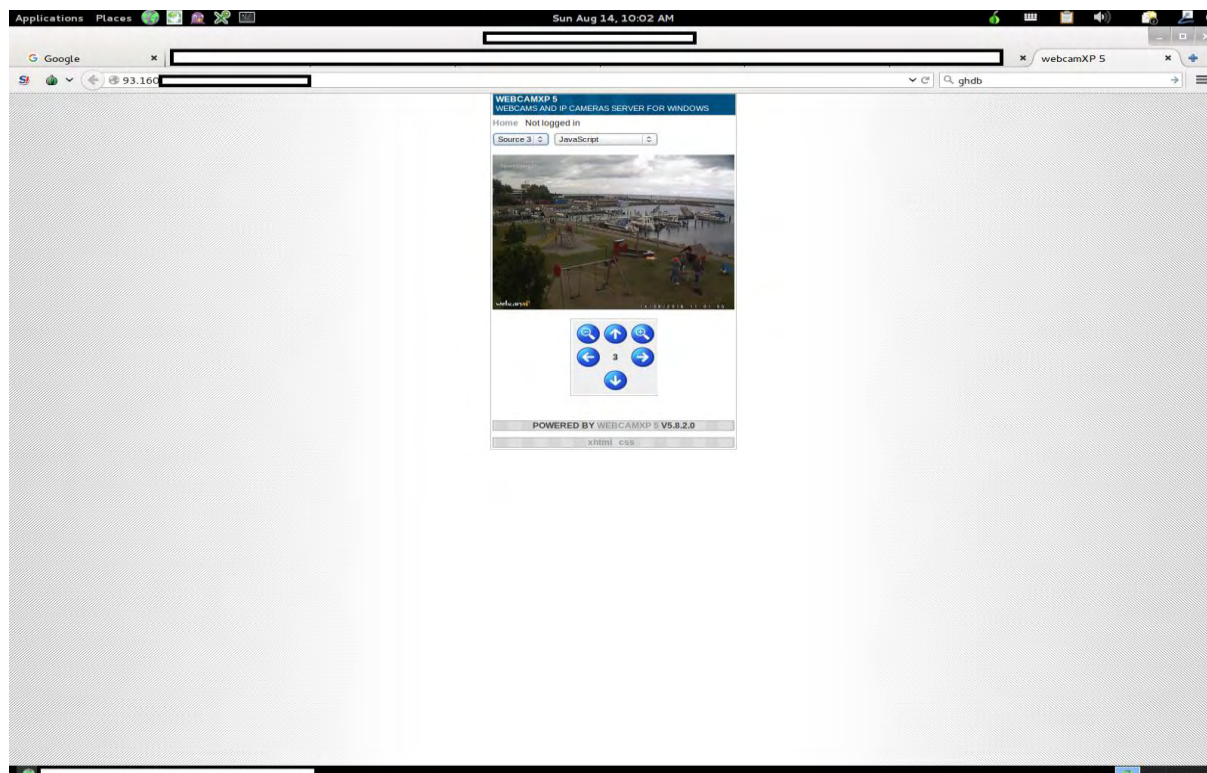 Applications Places Sun Aug 14, 10:02 AM
Google webcamXP 5
93.160 ghdb
WEBCAMXP 5
WEBCAMS AND IP CAMERAS SERVER FOR WINDOWS
Home Not logged in
Source 3 JavaScript
webcamXP
3
POWERED BY WEBCAMXP 5 V5.8.2.0
xhtml css